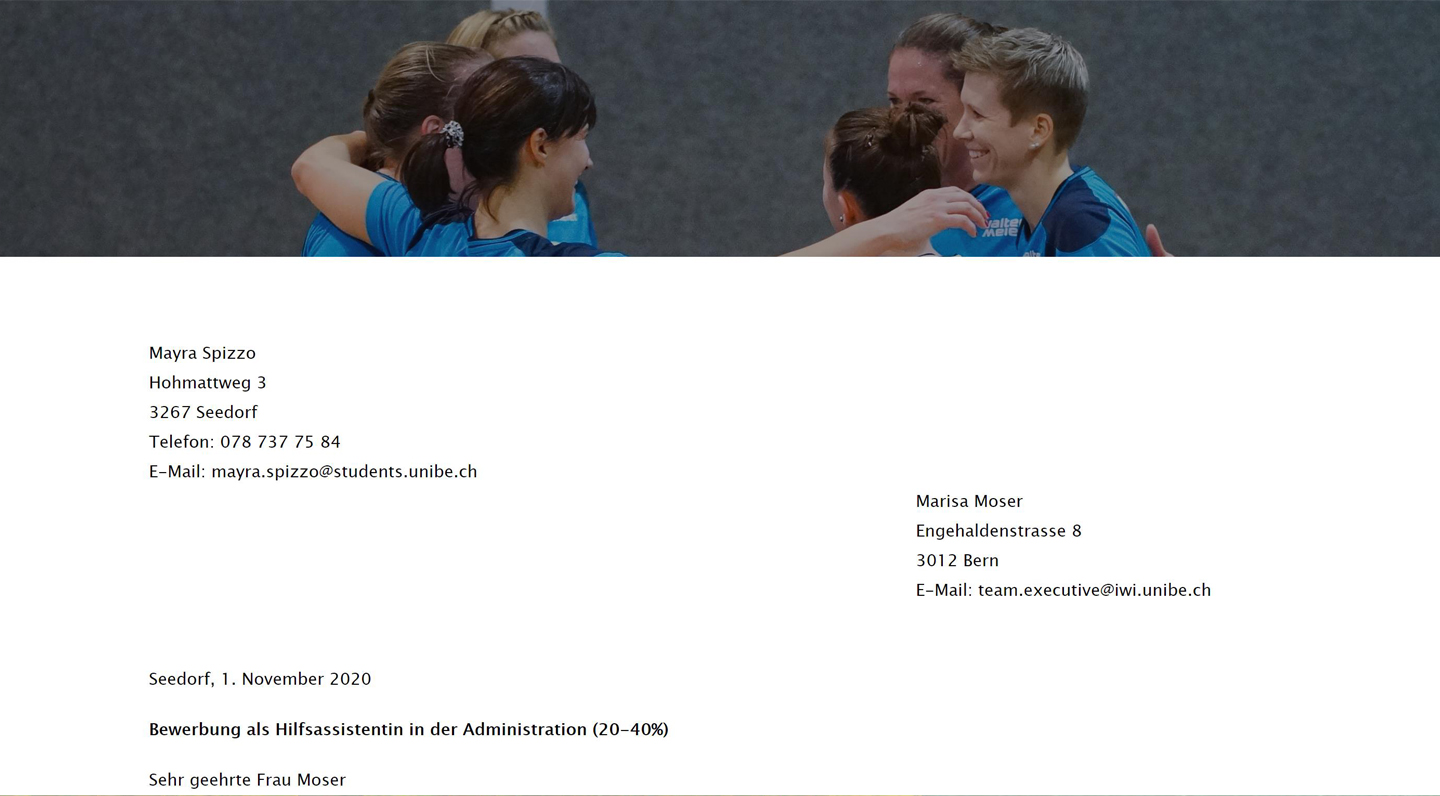 Walter
Meier
Mayra Spizzo
Hohmattweg 3
3267 Seedorf
Telefon: 078 737 75 84
E-Mail: mayra.spizzo@students.unibe.ch
Marisa Moser
Engehaldenstrasse 8
3012 Bern
E-Mail: team.executive@iwi.unibe.ch
Seedorf, 1. November 2020
Bewerbung als Hilfsassistentin in der Administration (20-40%)
Sehr geehrte Frau Moser